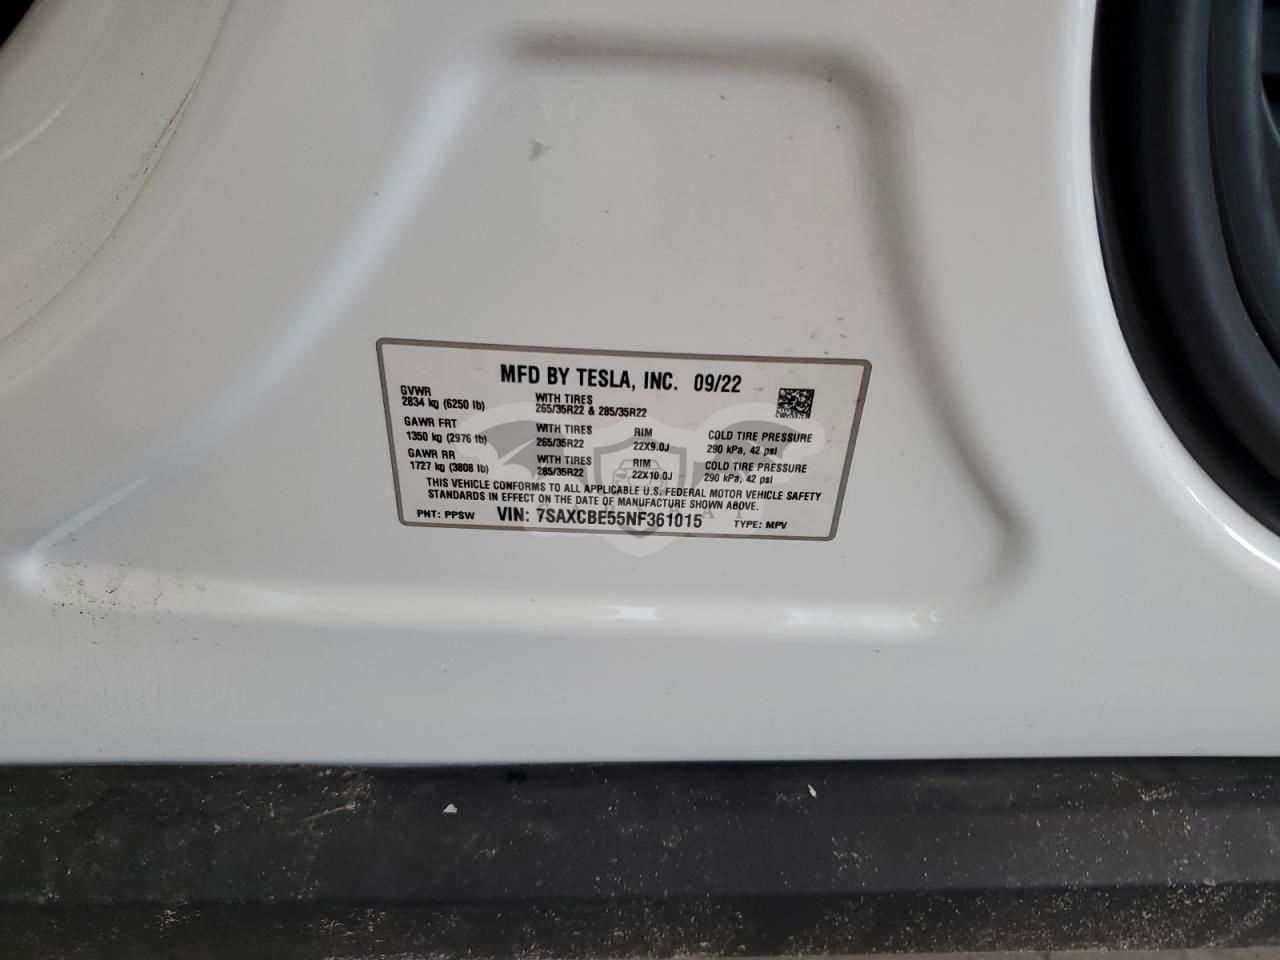 MFD BY TESLA, INC. 09/22
GVWR
2834 kg (6250 lb)
WITH TIRES
265/35R22 & 285/35R22
GAWR FRT
1350 kg (2976 lb)
WITH TIRES
265/35R22
RIM
22X9.0J
COLD TIRE PRESSURE
290 kPa, 42 psi
GAWR RR
1727 kg (3808 lb)
WITH TIRES
285/35R22
RIM
22X10.0J
COLD TIRE PRESSURE
290 kPa, 42 psi
THIS VEHICLE CONFORMS TO ALL APPLICABLE U.S. FEDERAL MOTOR VEHICLE SAFETY
STANDARDS IN EFFECT ON THE DATE OF MANUFACTURE SHOWN ABOVE.
PNT: PPSW VIN: 7SAXCBE55NF361015 TYPE: MPV